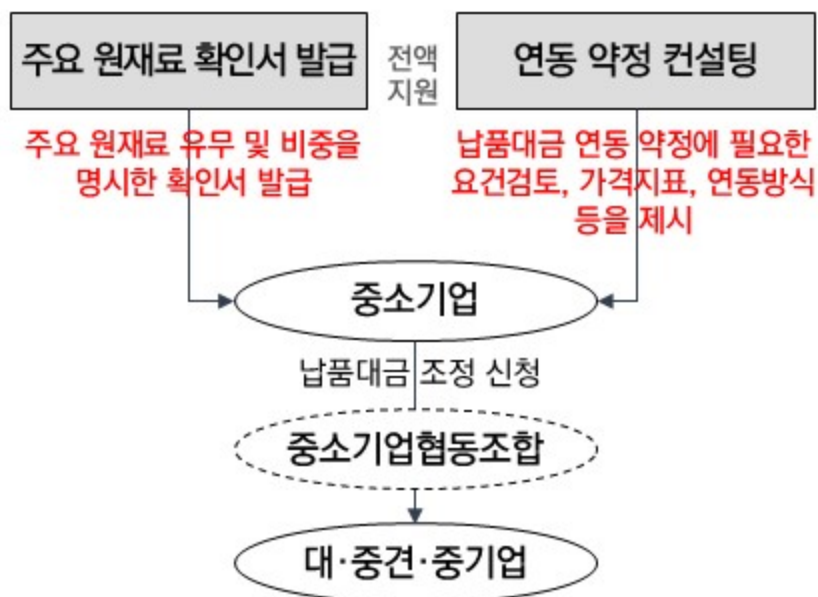 주요 원재료 확인서 발급
전액
지원
연동 약정 컨설팅
주요 원재료 유무 및 비중을
명시한 확인서 발급
납품대금 연동 약정에 필요한
요건검토, 가격지표, 연동방식
등을 제시
중소기업
납품대금 조정 신청
중소기업협동조합
대·중견·중기업